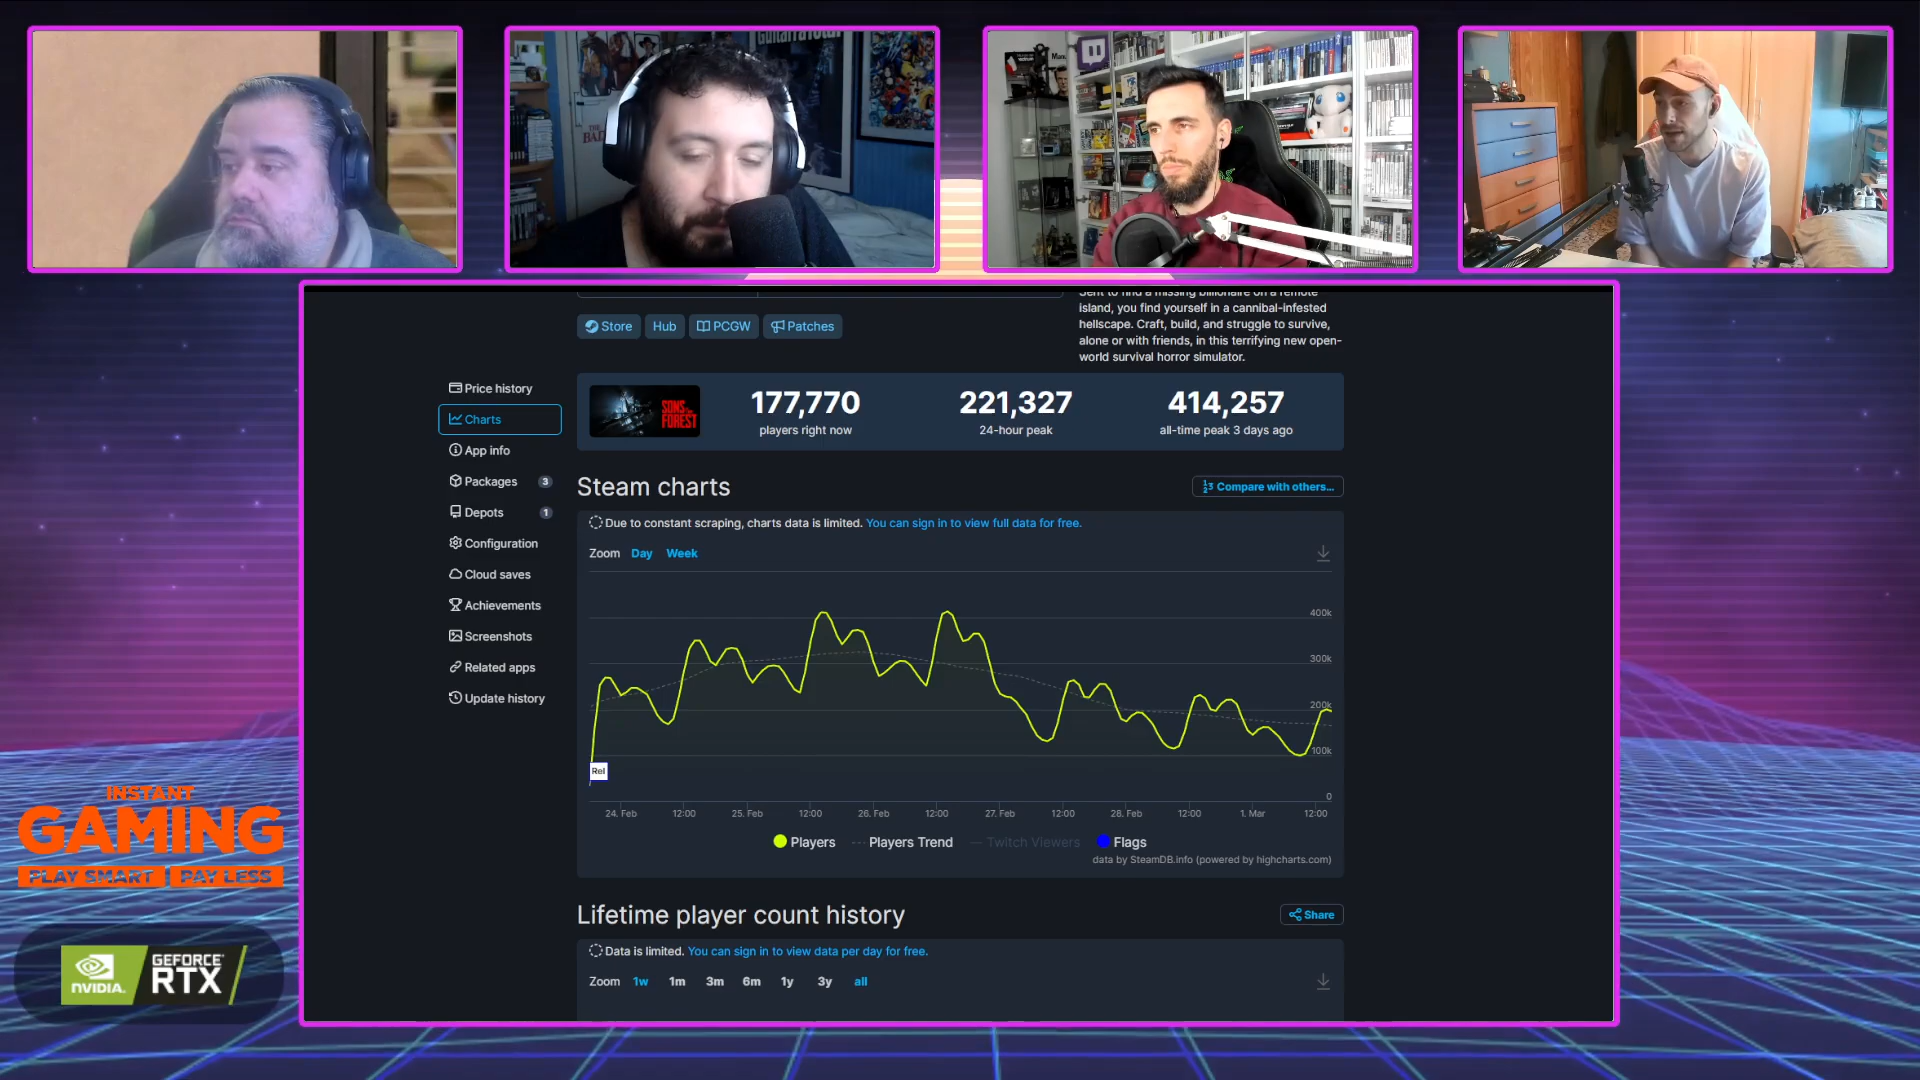 Sent to find a missing billionaire on a remote
island, you find yourself in a cannibal-infested
hellscape. Craft, build, and struggle to survive,
alone or with friends, in this terrifying new open-
world survival horror simulator.
Store
Hub
PCGW
Patches
Price history
Charts
App info
Packages 3
Depots 1
Configuration
Cloud saves
Achievements
Screenshots
Related apps
Update history
SONS
FOREST
177,770
players right now
221,327
24-hour peak
414,257
all-time peak 3 days ago
Steam charts
Compare with others...
Due to constant scraping, charts data is limited. You can sign in to view full data for free.
Zoom Day Week
400k
300k
200k
100k
0
Rel
24. Feb 12:00 25. Feb 12:00 26. Feb 12:00 27. Feb 12:00 28. Feb 12:00 1. Mar 12:00
Players Players Trend Twitch Viewers Flags
data by SteamDB.info (powered by highcharts.com)
Lifetime player count history
Share
Data is limited. You can sign in to view data per day for free.
Zoom 1w 1m 3m 6m 1y 3y all
INSTANT
GAMING
PLAY SMART | PAY LESS
NVIDIA.
GEFORCE
RTX